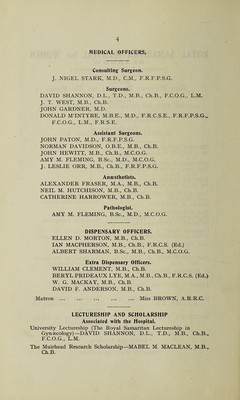 4
MEDICAL OFFICERS.
Consulting Surgeon.
J. NIGEL STARK, M.D., C.M., F.R.F.P.S.G.
Surgeons.
DAVID SHANNON, D.L., T.D., M.B., Ch.B., F.C.O.G., L.M.
J. T. WEST, M.B., Ch.B.
JOHN GARDNER, M.D.
DONALD M'INTYRE, M.B.E., M.D., F.R.C.S.E., F.R.F.P.S.G.,
F.C.O.G., L.M., F.R.S.E.
Assistant Surgeons.
JOHN PATON, M.D., F.R.F.P.S.G.
NORMAN DAVIDSON, O.B.E., M.B., Ch.B.
JOHN HEWITT, M.B., Ch.B., M.C.O.G.
AMY M. FLEMING, B.Sc., M.D., M.C.O.G.
J. LESLIE ORR, M.B., Ch.B., F.R.F.P.S.G.
Anæsthetists.
ALEXANDER FRASER, M.A., M.B., Ch.B.
NEIL M. HUTCHISON, M.B., Ch.B.
CATHERINE HARROWER, M.B., Ch.B.
Pathologist.
AMY M. FLEMING, B.Sc., M.D., M.C.O.G.
DISPENSARY OFFICERS.
ELLEN D. MORTON, M.B., Ch.B.
IAN MACPHERSON, M.B., Ch.B., F.R.C.S. (Ed.)
ALBERT SHARMAN, B.Sc., M.B., Ch.B., M.C.O.G.
Extra Dispensary Officers.
WILLIAM CLEMENT, M.B., Ch.B.
BERYL PRIDEAUX LYE, M.A., M.B., Ch.B., F.R.C.S. (Ed.)
W. G. MACKAY, M.B., Ch.B.
DAVID F. ANDERSON, M.B., Ch.B.
Matron ... ... ... ... ... Miss BROWN, A.R.R.C.
LECTURESHIP AND SCHOLARSHIP
Associated with the Hospital.
University Lectureship (The Royal Samaritan Lectureship in
Gynæcology)—DAVID SHANNON, D.L., T.D., M.B., Ch.B.,
F.C.O.G., L.M.
The Muirhead Research Scholarship—MABEL M. MACLEAN, M.B.,
Ch.B.